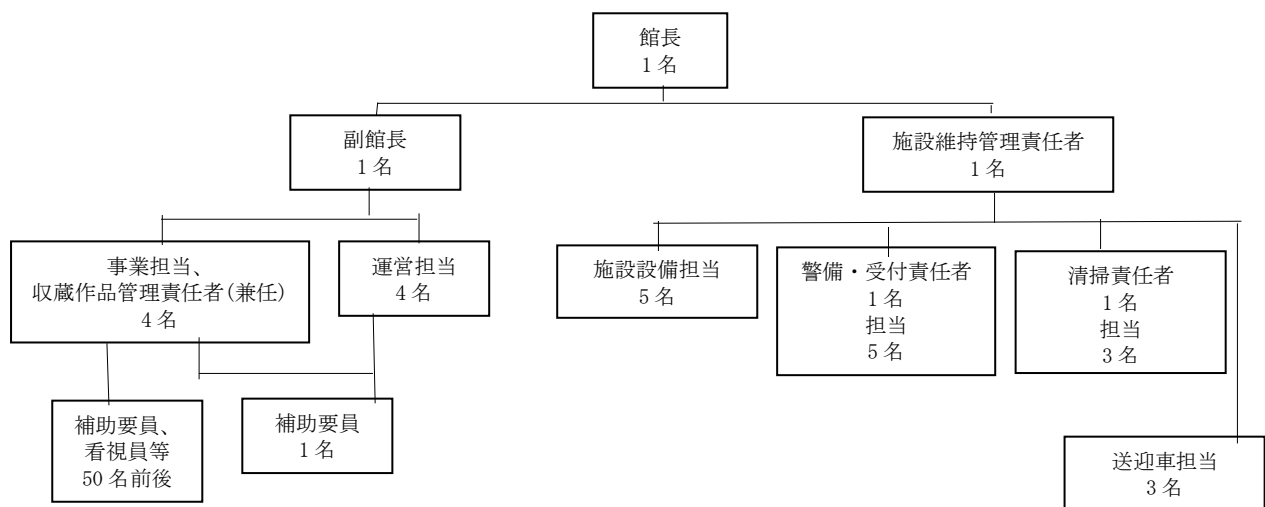 館長
1名
副館長
1名
施設維持管理責任者
1名
事業担当、
収蔵作品管理責任者(兼任)
4名
運営担当
4名
施設設備担当
5名
警備・受付責任者
1名
担当
5名
清掃責任者
1名
担当
3名
補助要員、
看視員等
50名前後
補助要員
1名
送迎車担当
3名